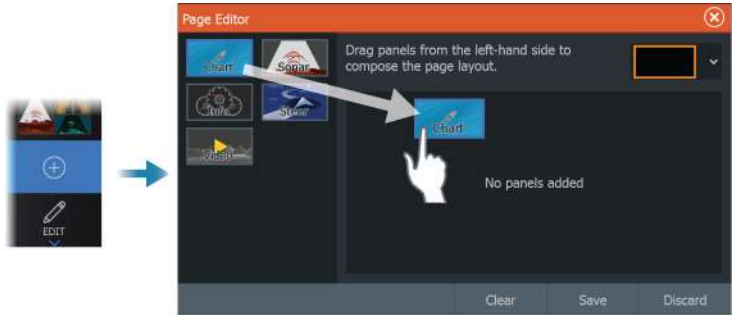 Page Editor
Chart
Sonar
Drag panels from the left-hand side to
compose the page layout.
Info
Steer
Chart
Video
No panels added
EDIT
Clear Save Discard